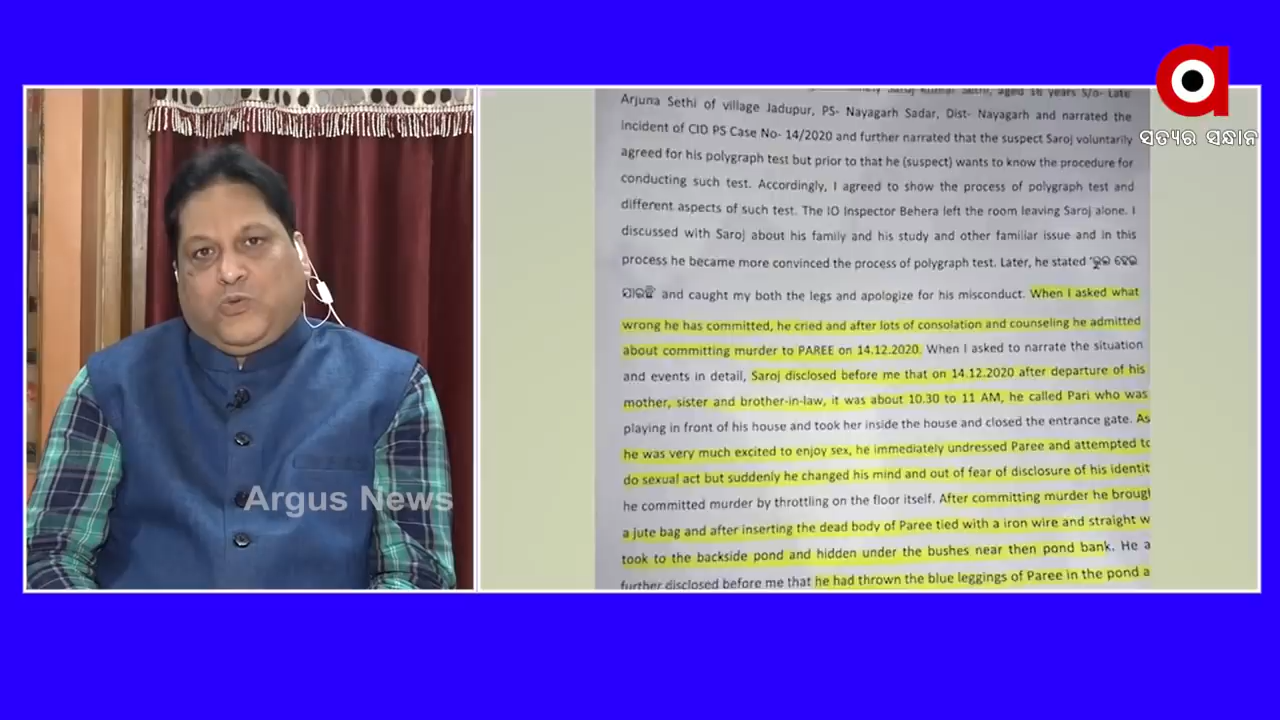 ସତ୍ୟର ସନ୍ଧାନ
Saroj Kumar Sethi, aged 18 years S/o- Late
Arjuna Sethi of village Jadupur, PS- Nayagarh Sadar, Dist- Nayagarh and narrated the
incident of CID PS Case No- 14/2020 and further narrated that the suspect Saroj voluntarily
agreed for his polygraph test but prior to that he (suspect) wants to know the procedure for
conducting such test. Accordingly, I agreed to show the process of polygraph test and
different aspects of such test. The IO Inspector Behera left the room leaving Saroj alone. I
discussed with Saroj about his family and his study and other familiar issue and in this
process he became more convinced the process of polygraph test. Later, he stated 'ଭୁଲ ହେଇ
ଯାଇଛି and caught my both the legs and apologize for his misconduct. When I asked what
wrong he has committed, he cried and after lots of consolation and counseling he admitted
about committing murder to PAREE on 14.12.2020. When I asked to narrate the situation
and events in detail, Saroj disclosed before me that on 14.12.2020 after departure of his
mother, sister and brother-in-law, it was about 10.30 to 11 AM, he called Pari who was
playing in front of his house and took her inside the house and closed the entrance gate. As
he was very much excited to enjoy sex, he immediately undressed Paree and attempted to
do sexual act but suddenly he changed his mind and out of fear of disclosure of his identit
he committed murder by throttling on the floor itself. After committing murder he brough
a jute bag and after inserting the dead body of Paree tied with a iron wire and straight w
took to the backside pond and hidden under the bushes near then pond bank. He a
further disclosed before me that he had thrown the blue leggings of Paree in the pond a
Argus News